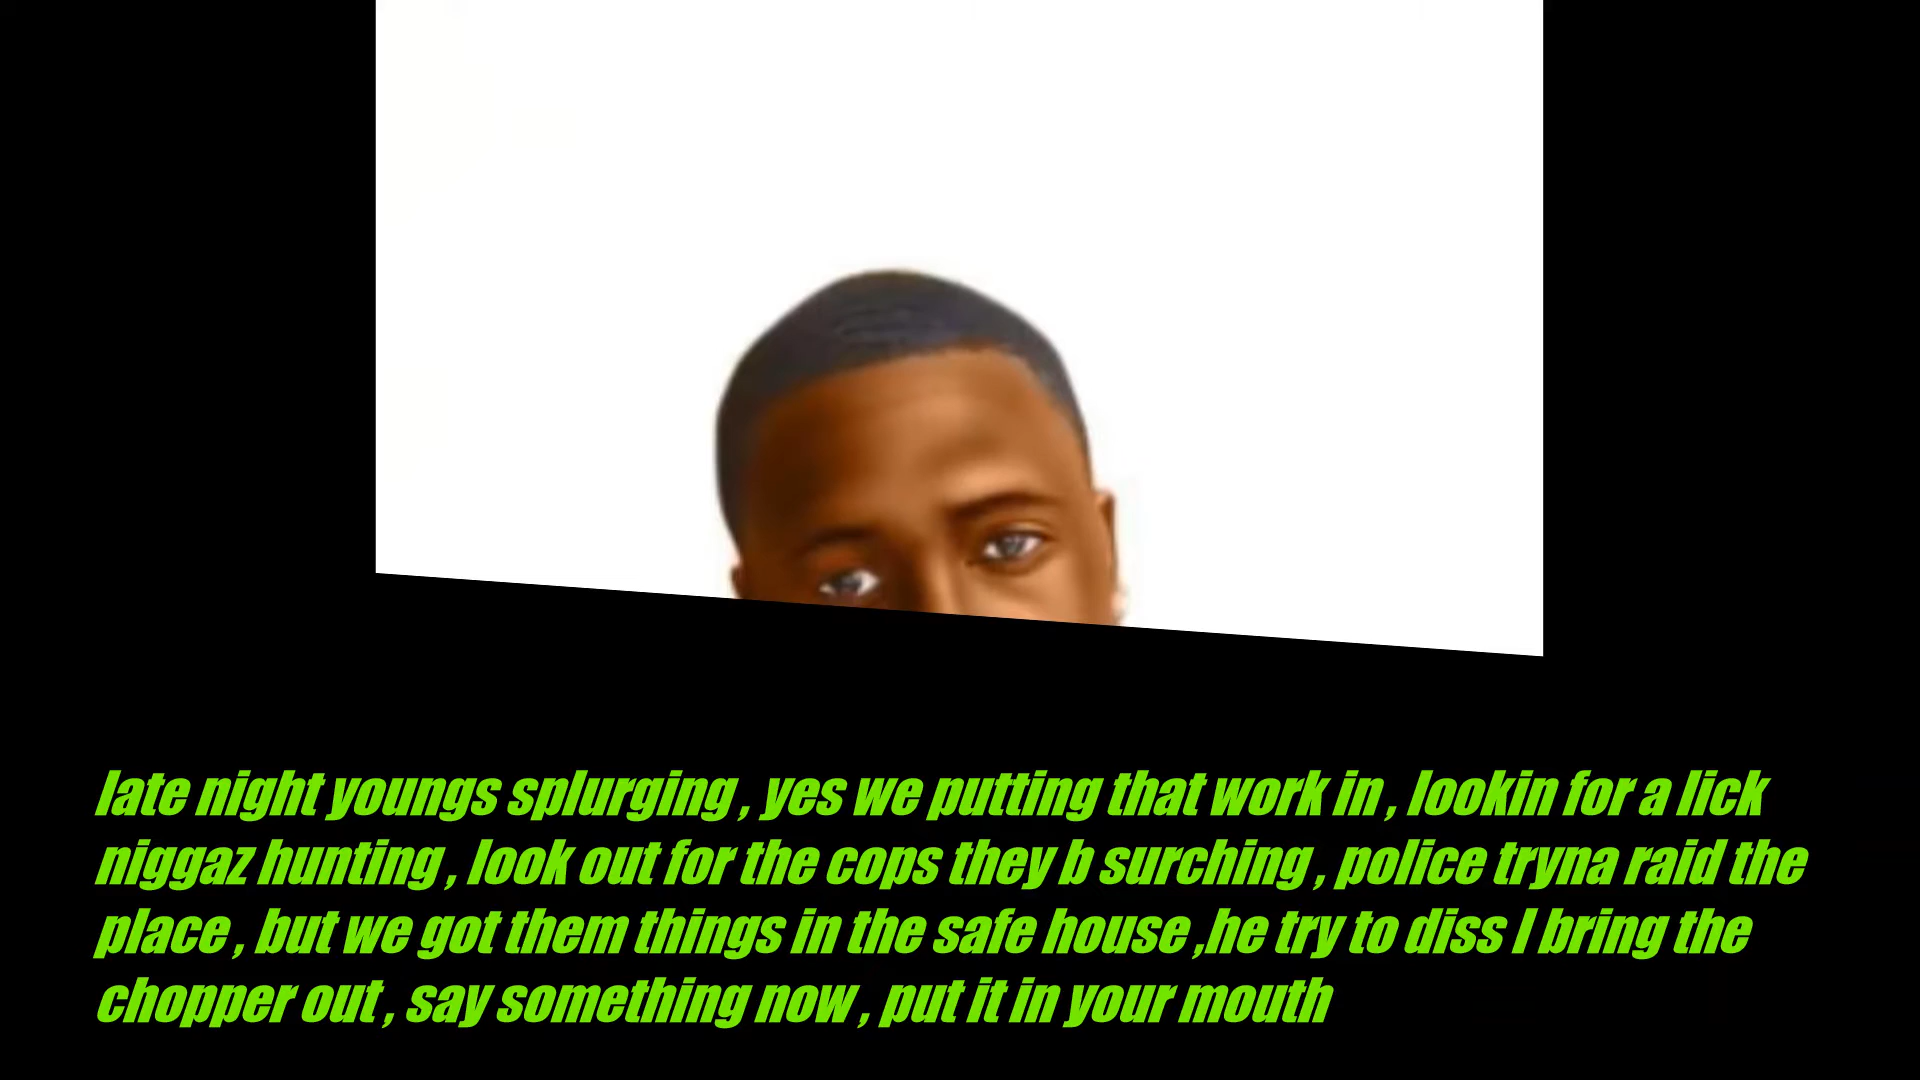 late night youngs splurging , yes we putting that work in , lookin for a lick
niggaz hunting , look out for the cops they b surching , police tryna raid the
place , but we got them things in the safe house ,he try to diss I bring the
chopper out , say something now , put it in your mouth